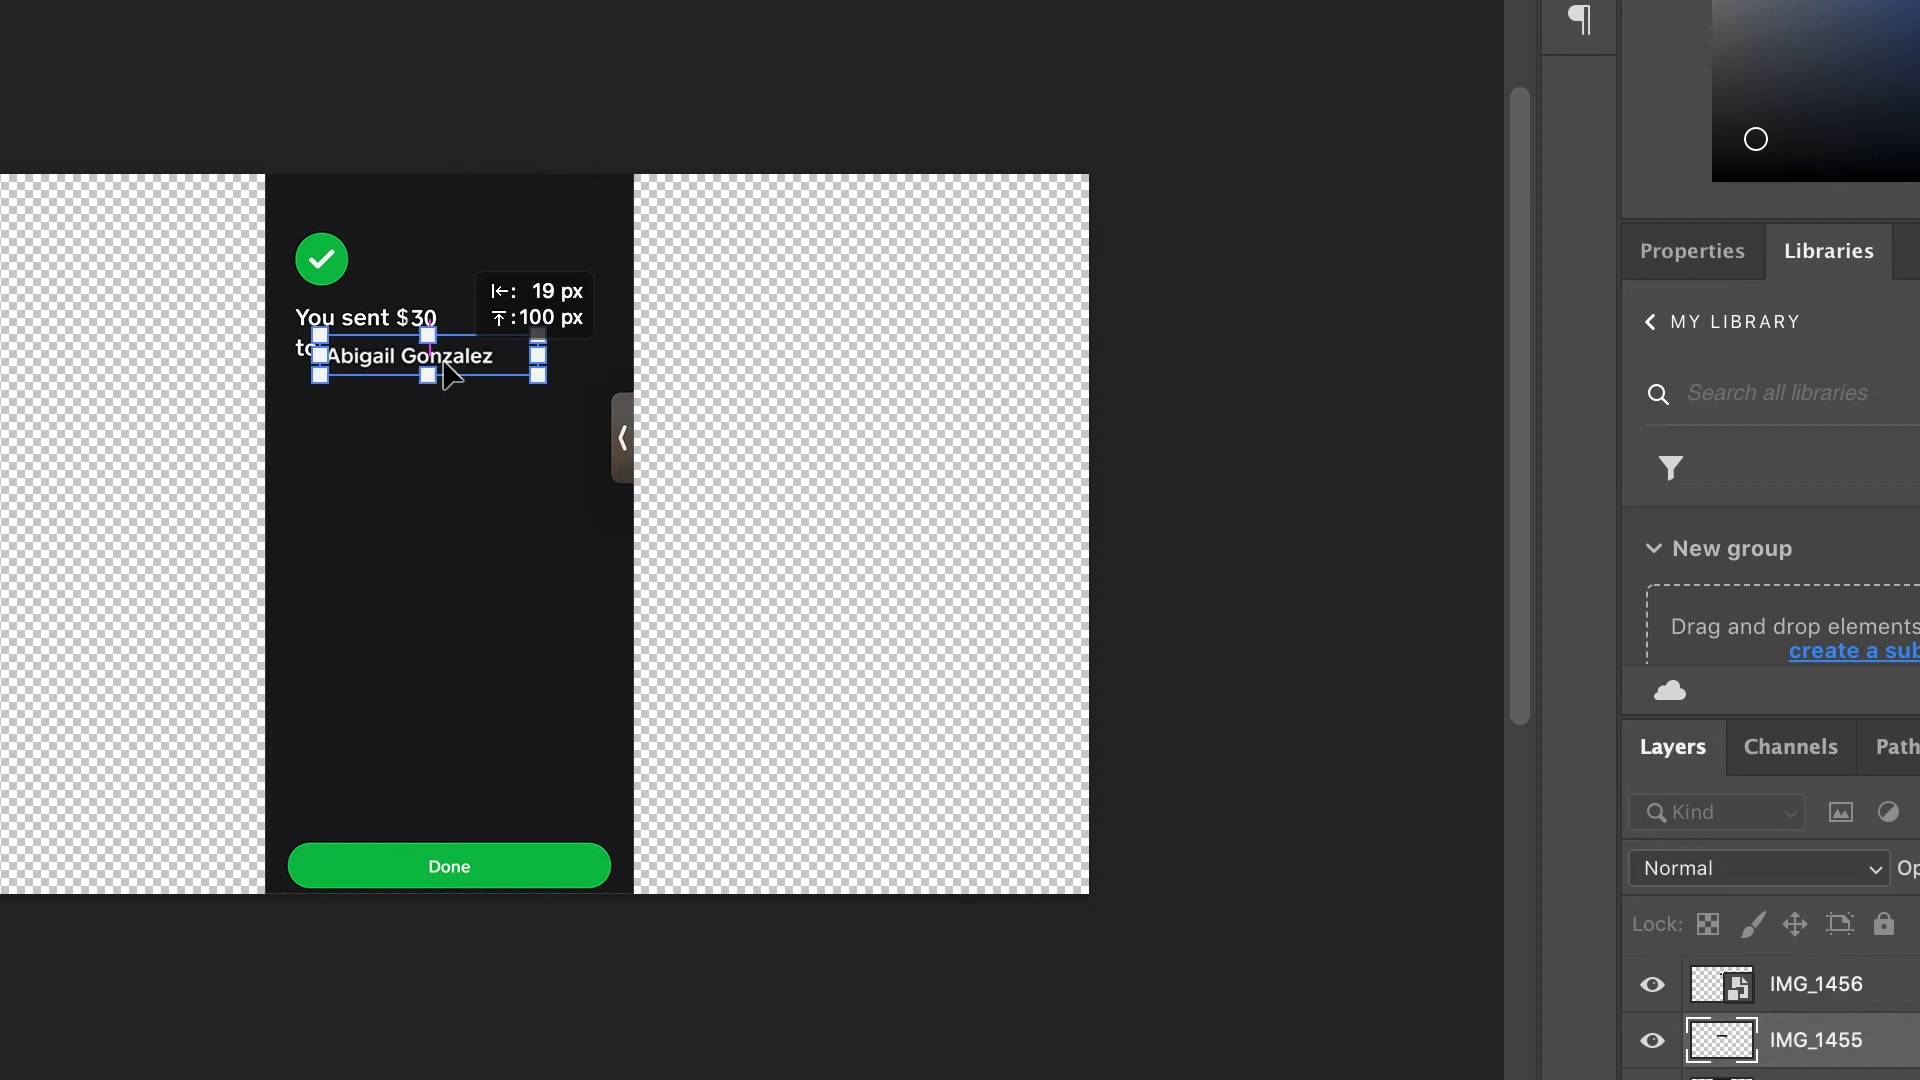 You sent $30
to
Abigail Gonzalez
19 px
100 px
Done
Properties
Libraries
MY LIBRARY
Search all libraries
New group
Drag and drop elements
create a sub
Layers
Channels
Path
Kind
Normal
Op
Lock:
IMG_1456
IMG_1455